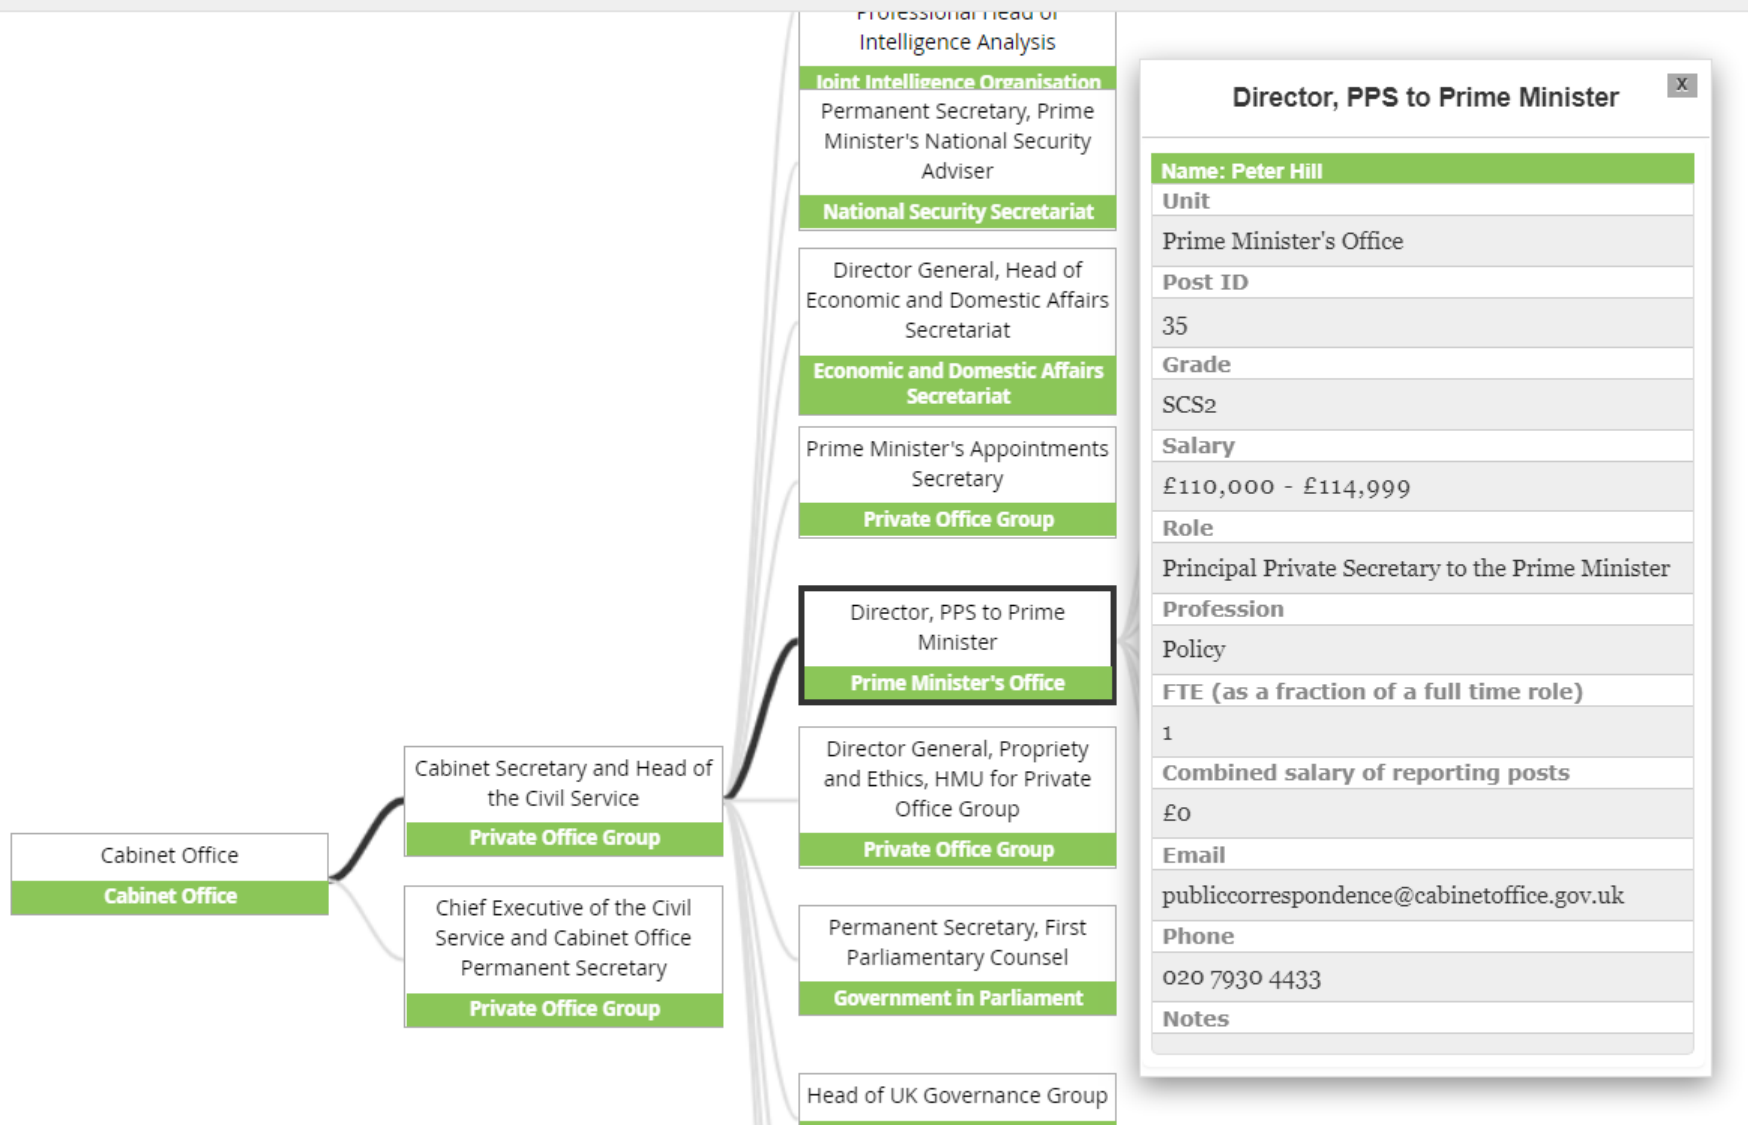 Professional Head of
Intelligence Analysis
Joint Intelligence Organisation
Permanent Secretary, Prime
Minister's National Security
Adviser
National Security Secretariat
Director General, Head of
Economic and Domestic Affairs
Secretariat
Economic and Domestic Affairs
Secretariat
Prime Minister's Appointments
Secretary
Private Office Group
Director, PPS to Prime
Minister
Prime Minister's Office
Director General, Propriety
and Ethics, HMU for Private
Office Group
Private Office Group
Permanent Secretary, First
Parliamentary Counsel
Government in Parliament
Head of UK Governance Group
Cabinet Secretary and Head of
the Civil Service
Private Office Group
Chief Executive of the Civil
Service and Cabinet Office
Permanent Secretary
Private Office Group
Cabinet Office
Cabinet Office
Director, PPS to Prime Minister
X
Name: Peter Hill
Unit
Prime Minister's Office
Post ID
35
Grade
SCS2
Salary
£110,000 - £114,999
Role
Principal Private Secretary to the Prime Minister
Profession
Policy
FTE (as a fraction of a full time role)
1
Combined salary of reporting posts
£0
Email
publiccorrespondence@cabinetoffice.gov.uk
Phone
020 7930 4433
Notes